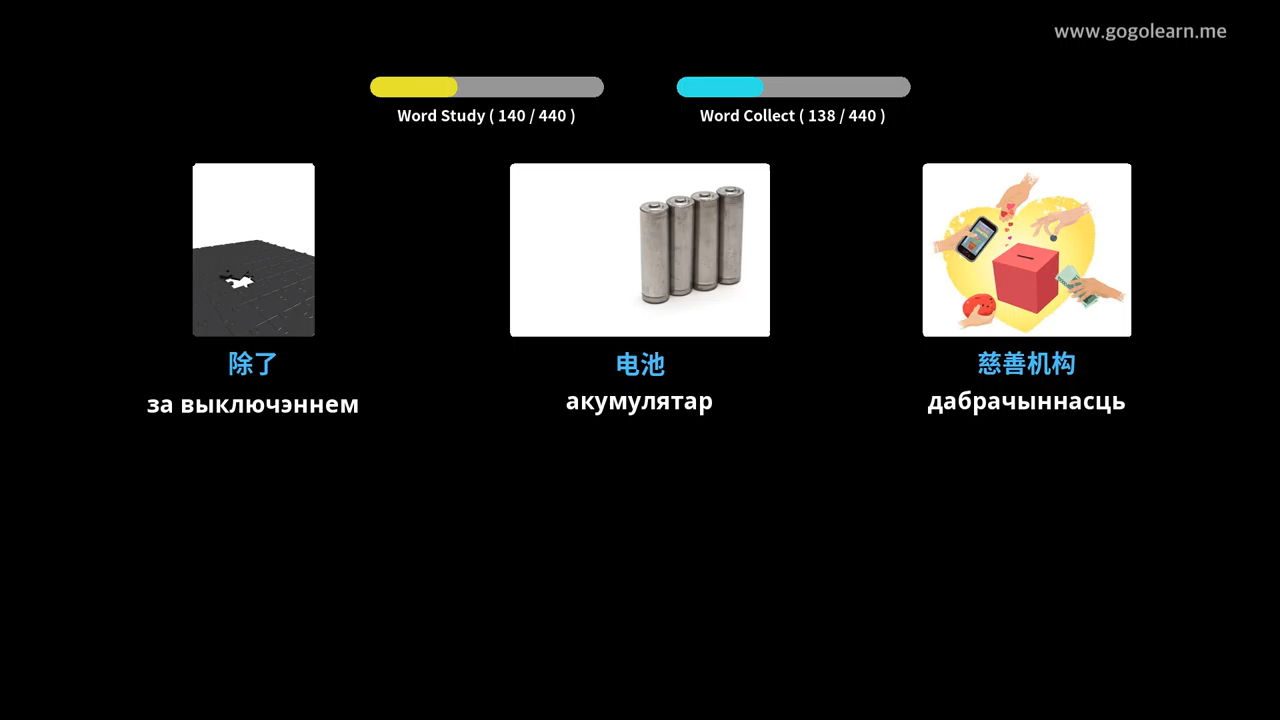 www.gogolearn.me
Word Study ( 140 / 440 )
Word Collect ( 138 / 440 )
除了
за выключэннем
电池
акумулятар
慈善机构
дабрачыннасць